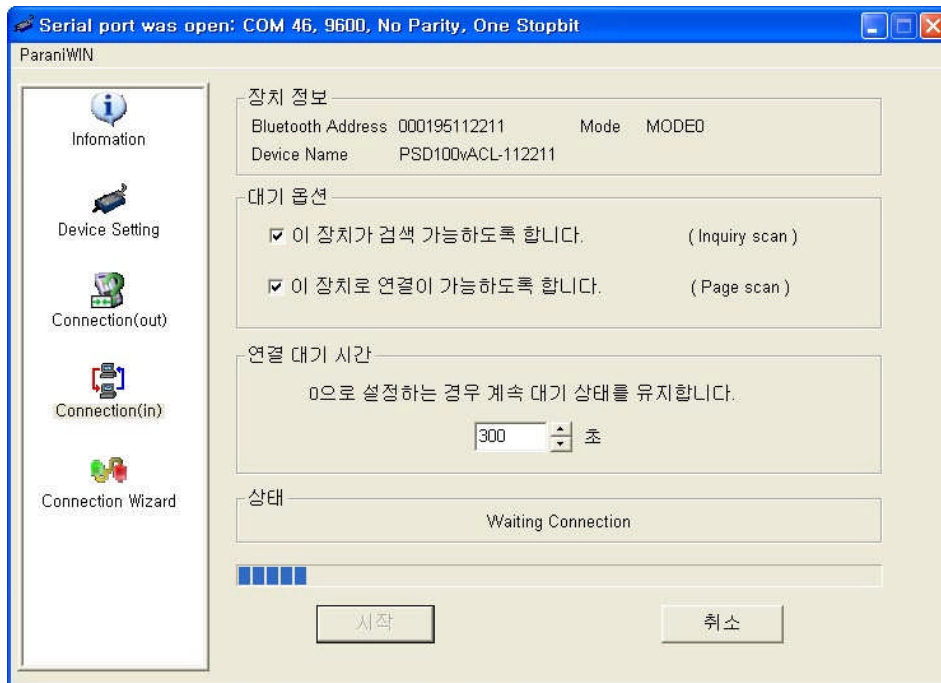 Serial port was open: COM 46, 9600, No Parity, One Stopbit
ParaniWIN
Infomation
Device Setting
Connection(out)
Connection(in)
Connection Wizard
장치 정보
Bluetooth Address 000195112211 Mode MODE0
Device Name PSD100vACL-112211
대기 옵션
이 장치가 검색 가능하도록 합니다. ( Inquiry scan )
이 장치로 연결이 가능하도록 합니다. ( Page scan )
연결 대기 시간
0으로 설정하는 경우 계속 대기 상태를 유지합니다.
300 초
상태
Waiting Connection
시작 취소